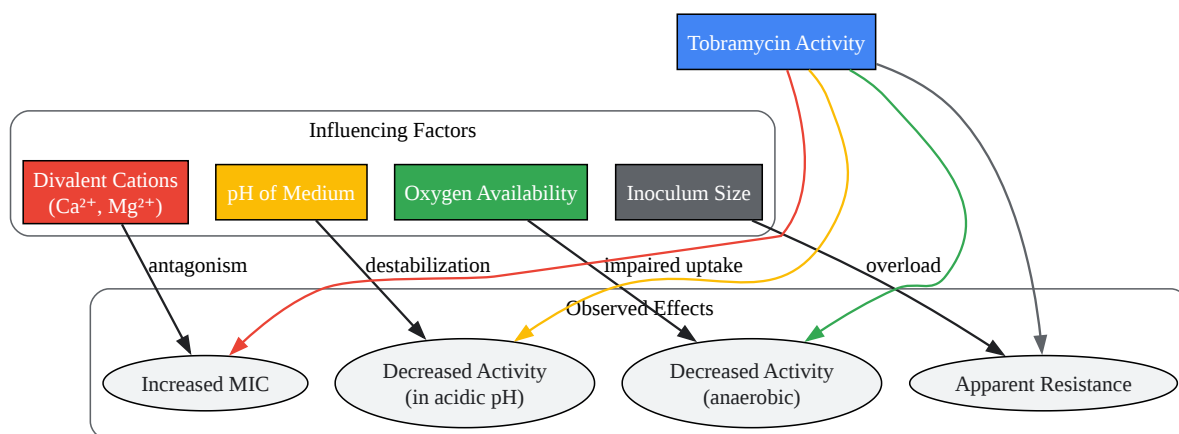 Tobramycin Activity
Influencing Factors
Divalent Cations
(Ca²⁺, Mg²⁺)
pH of Medium
Oxygen Availability
Inoculum Size
antagonism
destabilization
impaired uptake
overload
Observed Effects
Increased MIC
Decreased Activity
(in acidic pH)
Decreased Activity
(anaerobic)
Apparent Resistance